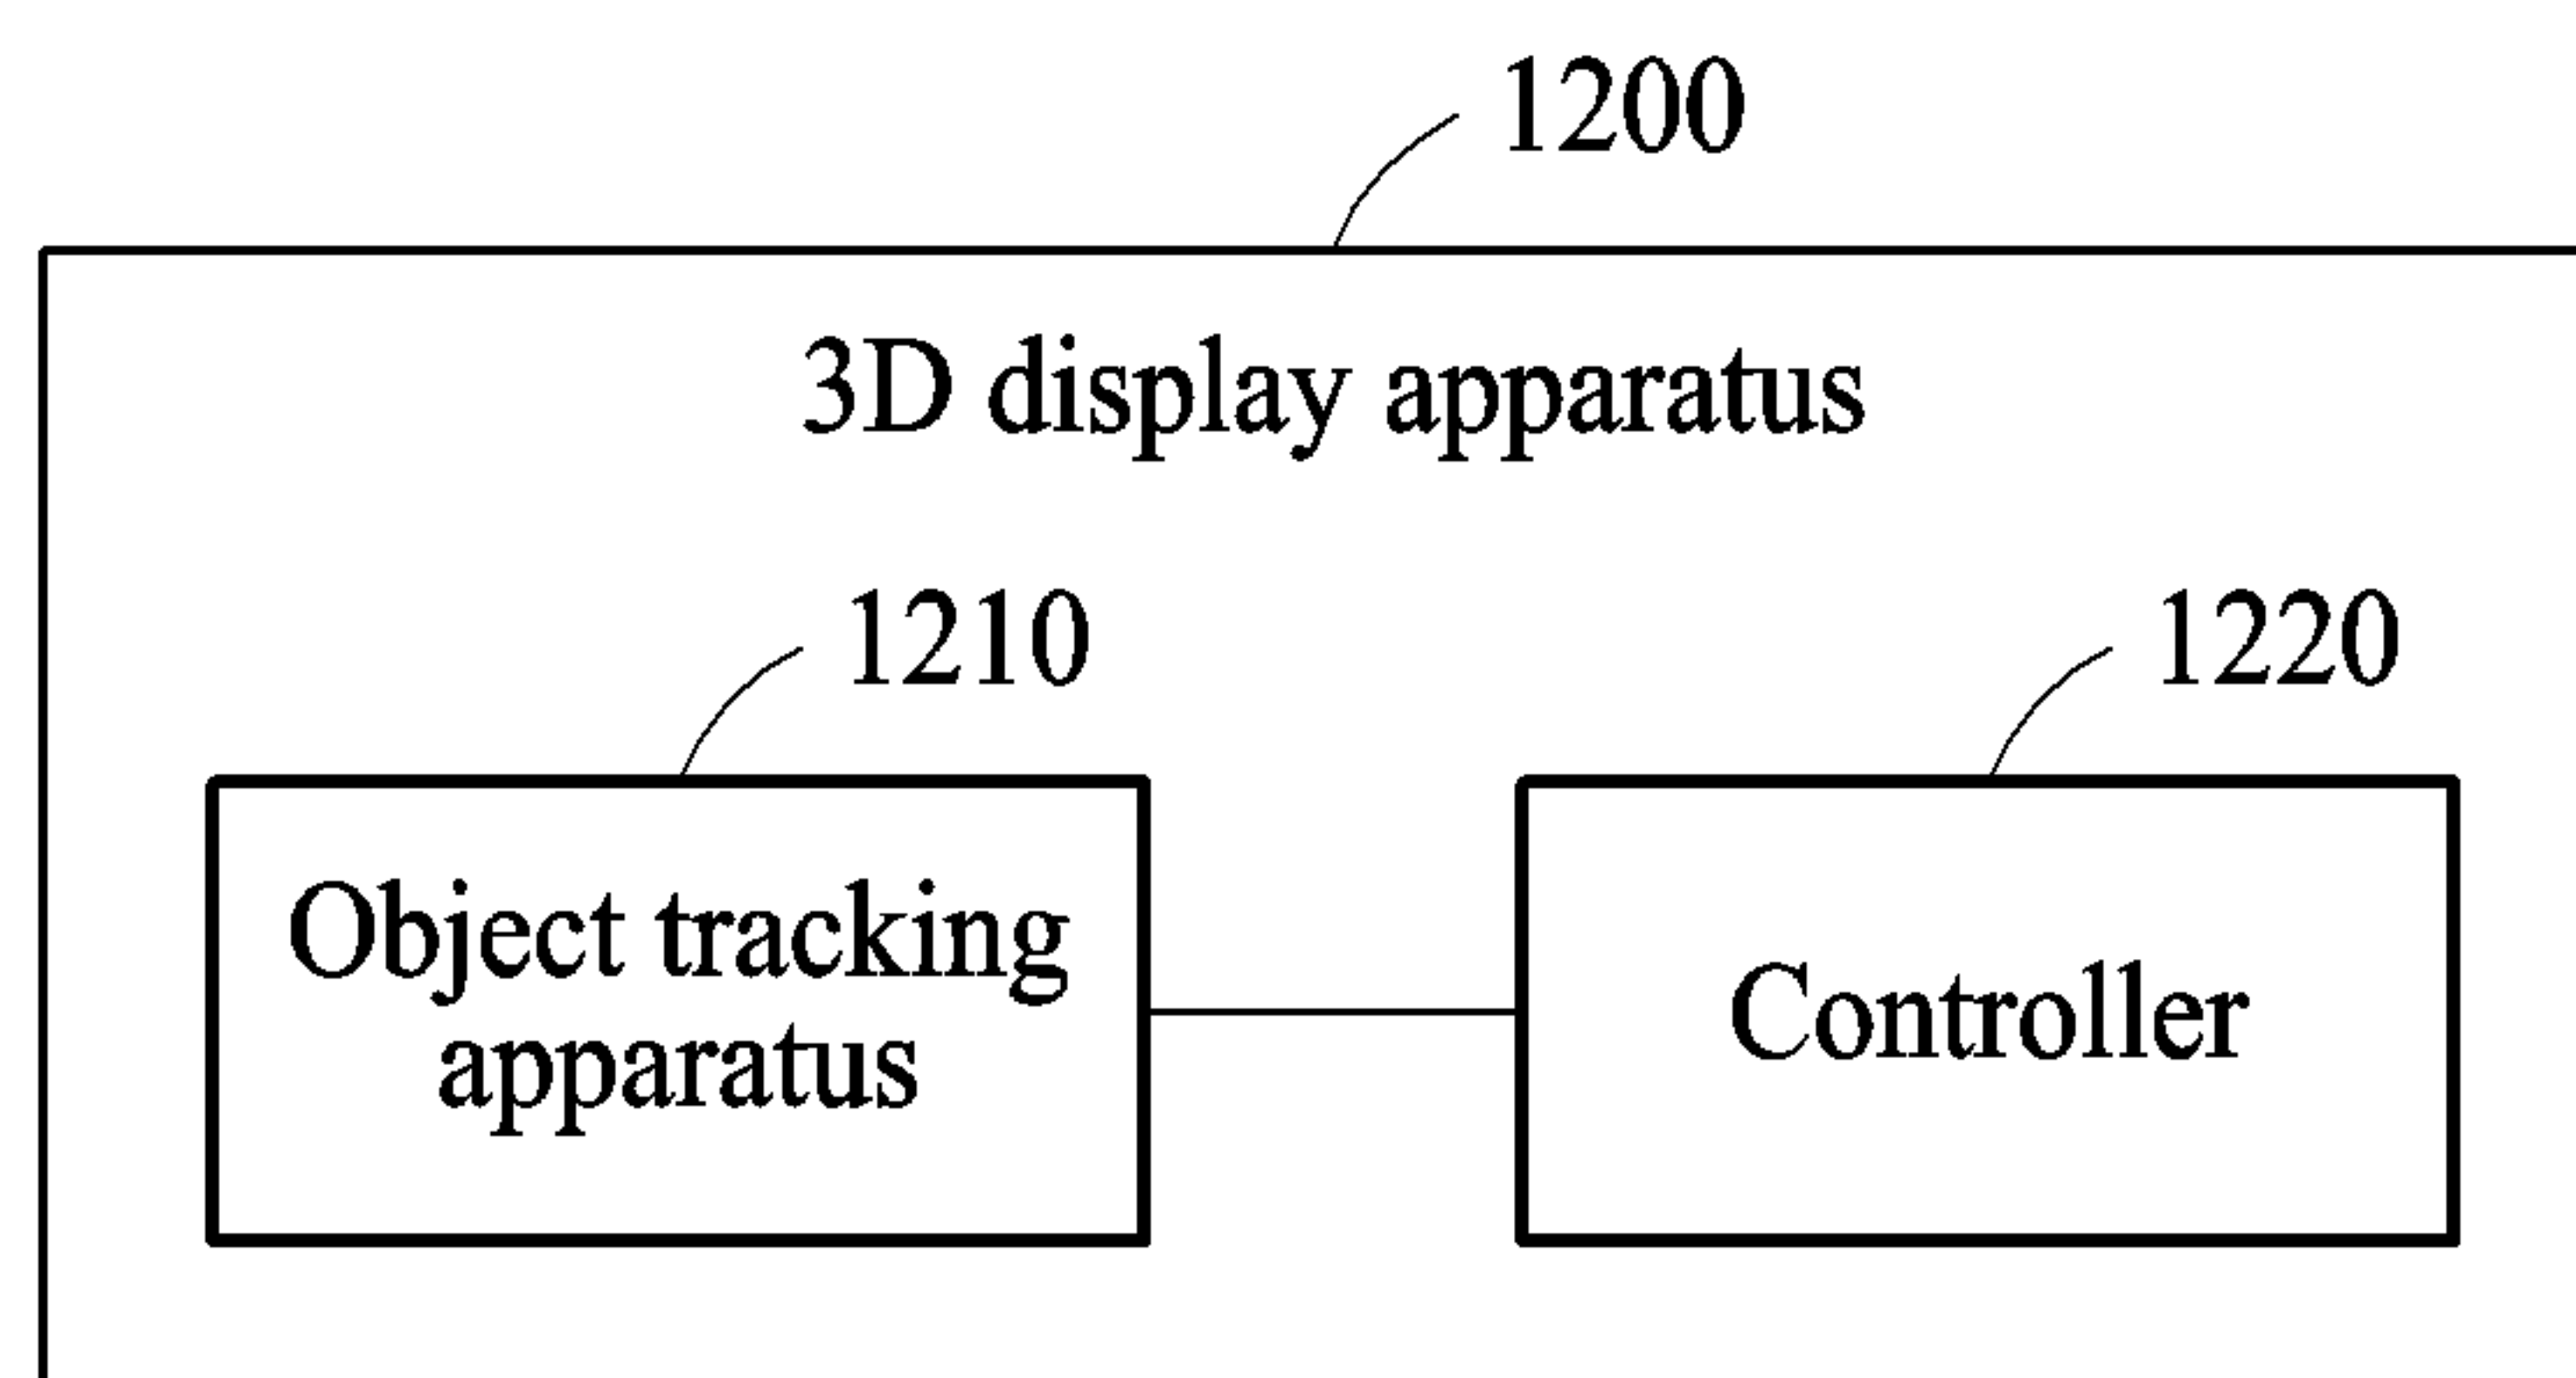 1200
3D display apparatus
1210
1220
Object tracking
apparatus
Controller